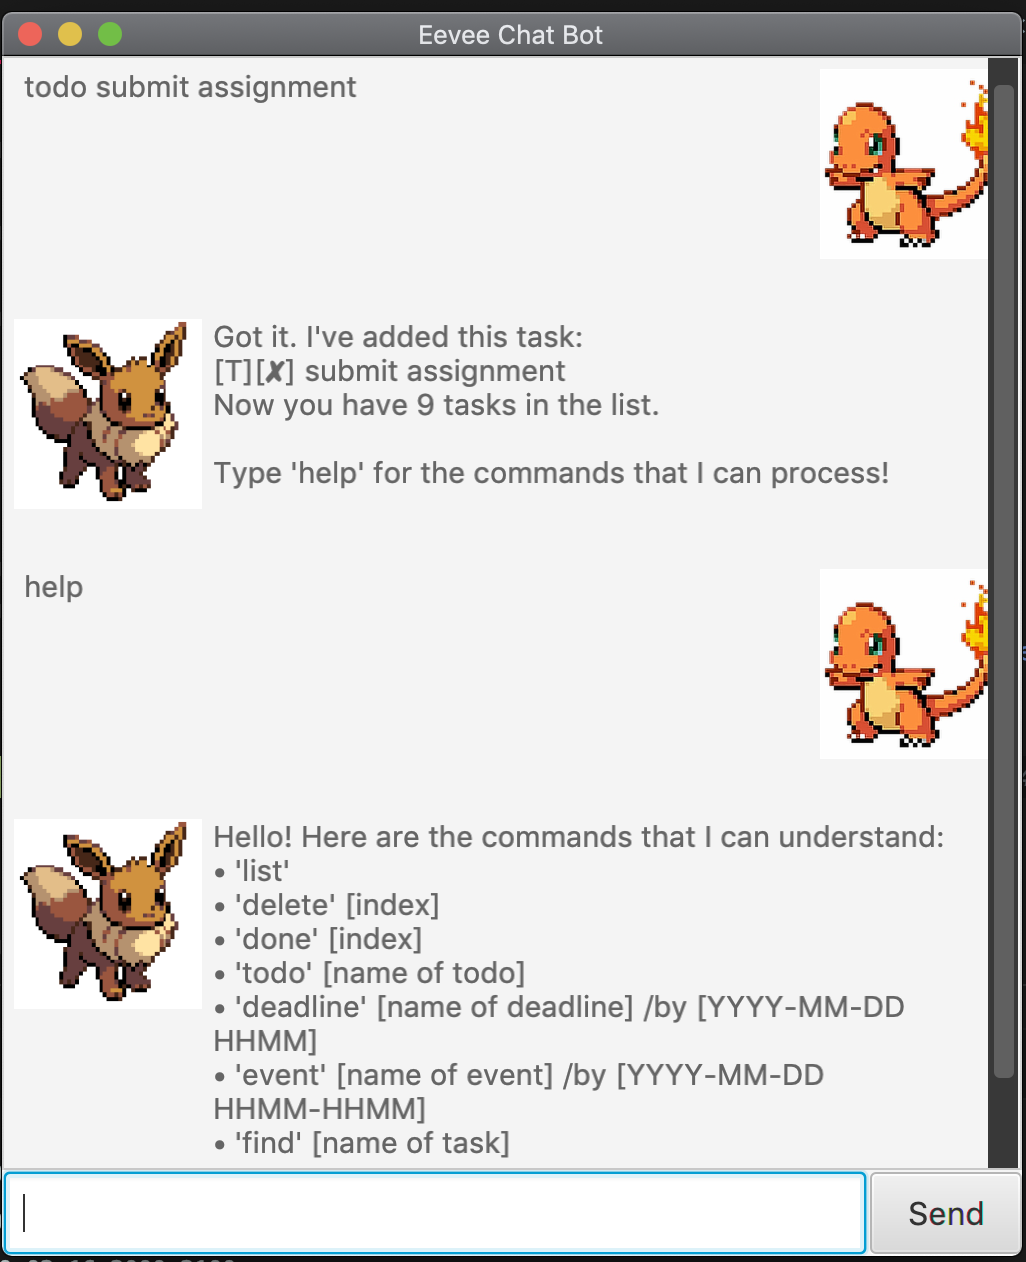 Eevee Chat Bot
todo submit assignment
Got it. I've added this task:
[T][✘] submit assignment
Now you have 9 tasks in the list.
Type 'help' for the commands that I can process!
help
Hello! Here are the commands that I can understand:
• 'list'
• 'delete' [index]
• 'done' [index]
• 'todo' [name of todo]
• 'deadline' [name of deadline] /by [YYYY-MM-DD
HHMM]
• 'event' [name of event] /by [YYYY-MM-DD
HHMM-HHMM]
• 'find' [name of task]
Send